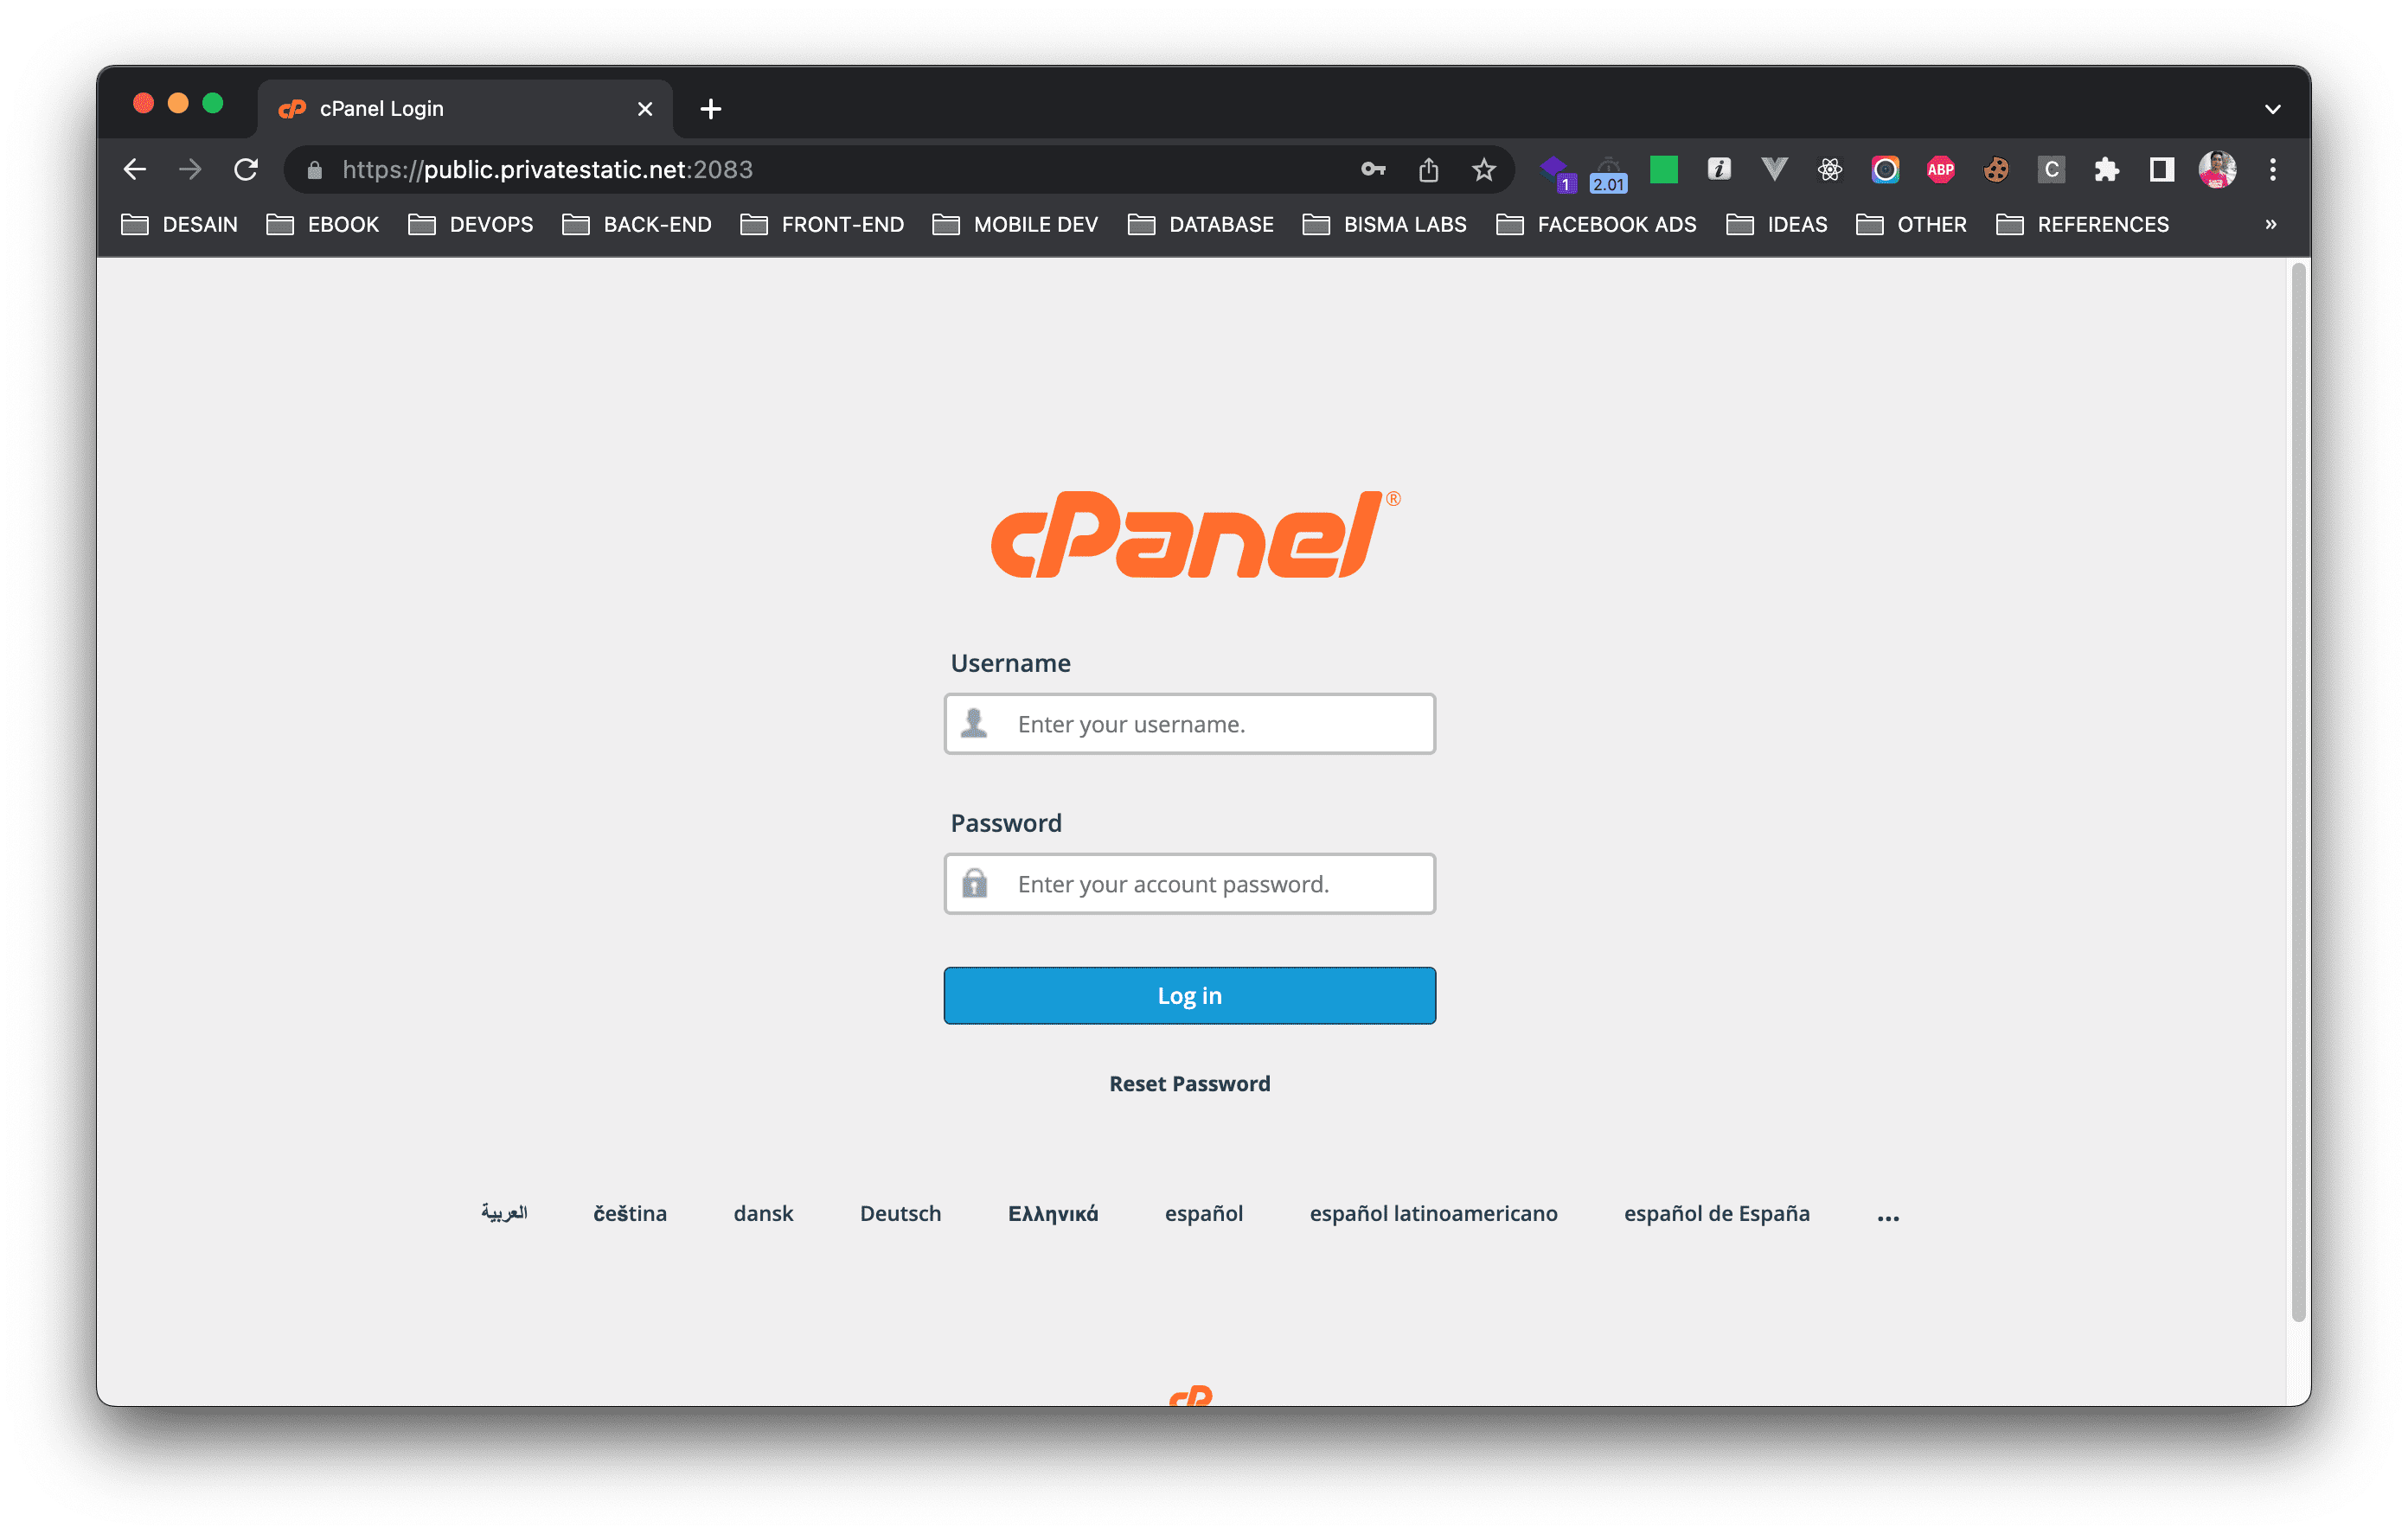 cPanel Login
https://public.privatestatic.net:2083
1
2.01
ABP
C
DESAIN EBOOK DEVOPS BACK-END FRONT-END MOBILE DEV DATABASE BISMA LABS FACEBOOK ADS IDEAS OTHER REFERENCES »
cPanel®
Username
Enter your username.
Password
Enter your account password.
Log in
Reset Password
العربية čeština dansk Deutsch Ελληνικά español español latinoamericano español de España ...
cP